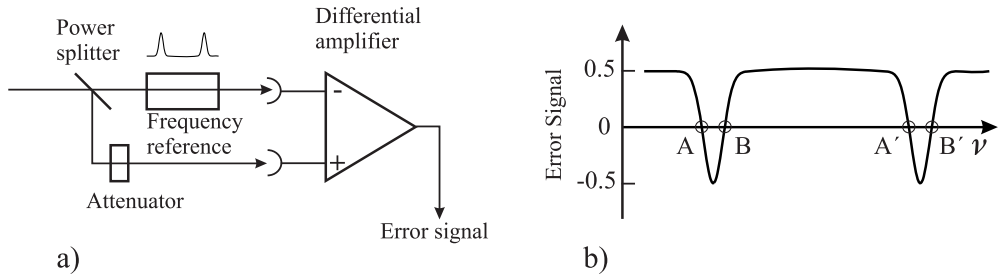 Power
splitter
Differential
amplifier
-
Frequency
reference
+
Attenuator
Error signal
a)
Error Signal
0.5
0
-0.5
A
B
A´
B´
ν
b)